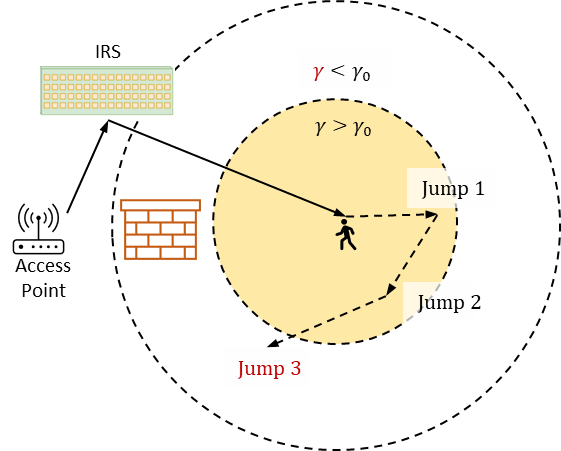 IRS
γ < γ₀
γ > γ₀
Jump 1
Access
Point
Jump 2
Jump 3